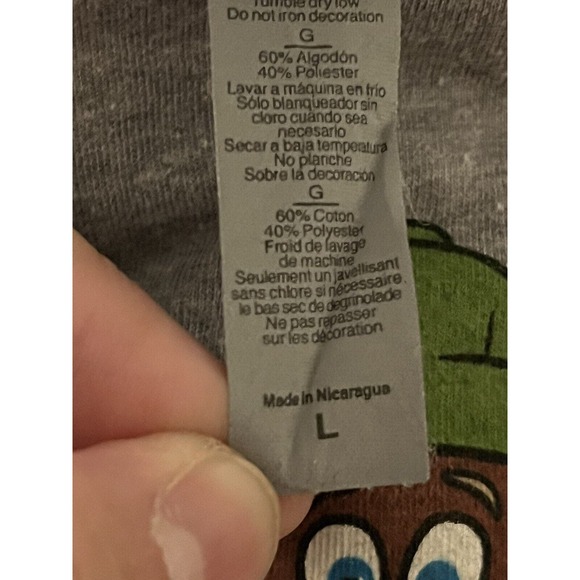 Tumble dry low
Do not iron decoration
G
60% Algodón
40% Poliester
Lavar a máquina en frio
Sólo blanqueador sin
cloro cuando sea
necesario
Secar a baja temperatura
No planche
Sobre la decoración
G
60% Coton
40% Polyester
Froid de lavage
de machine
Seulement un javellisant
sans chlore si nécessaire.
le bas sec de degrinolade
Ne pas repasser
sur les décoration
Made in Nicaragua
L